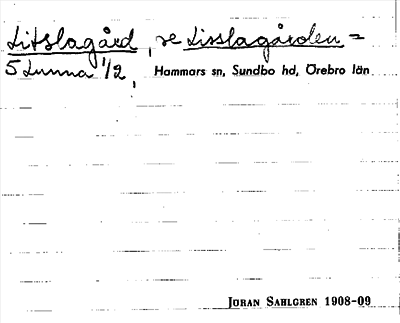 Litslagård, se Lisslagården =
5 Lunna 1/2, Hammars sn, Sundbo hd, Örebro län
JORAN SAHLGREN 1908-09